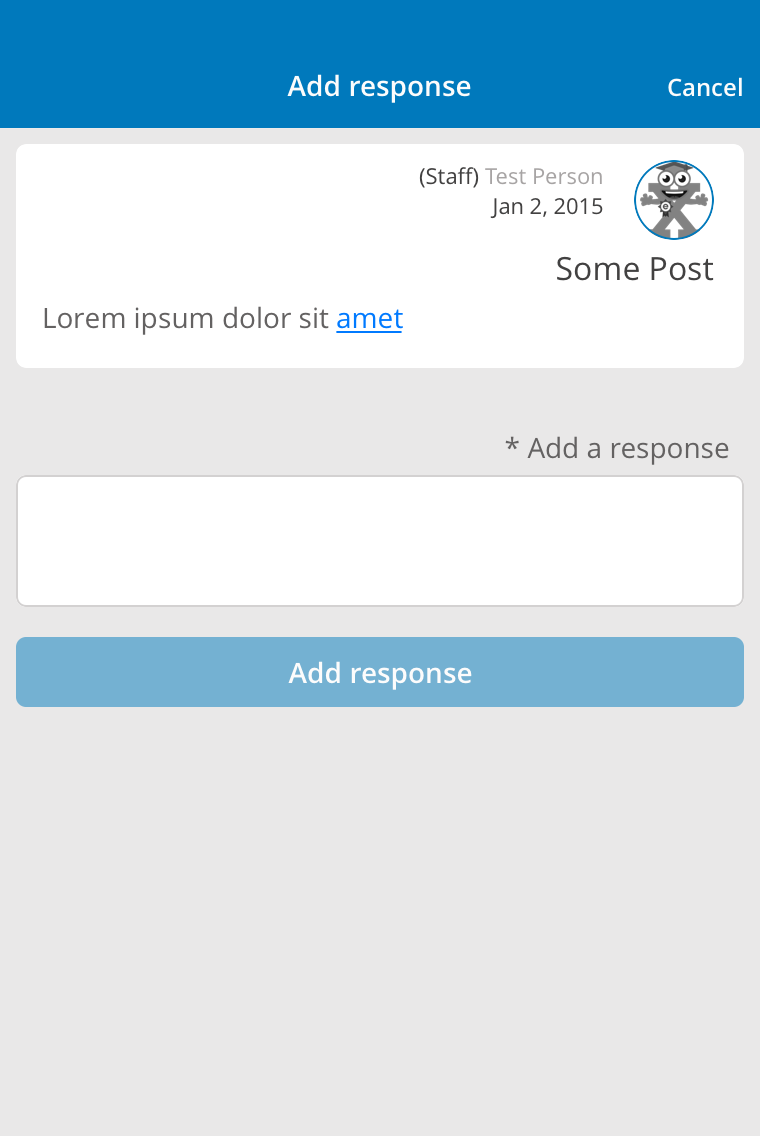 Add response
Cancel
(Staff) Test Person
Jan 2, 2015
Some Post
Lorem ipsum dolor sit amet
* Add a response
Add response